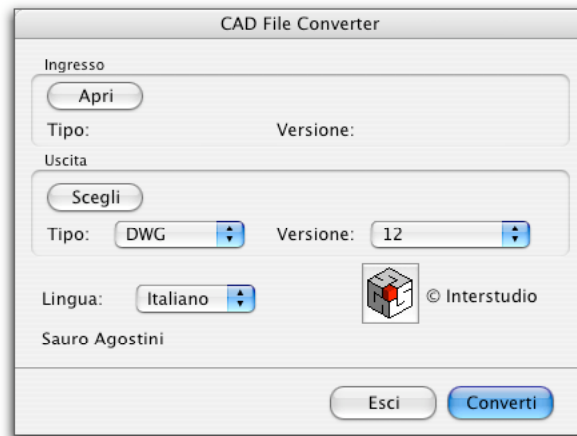 CAD File Converter
Ingresso
Apri
Tipo: Versione:
Uscita
Scegli
Tipo: DWG Versione: 12
Lingua: Italiano © Interstudio
Sauro Agostini
Esci Converti